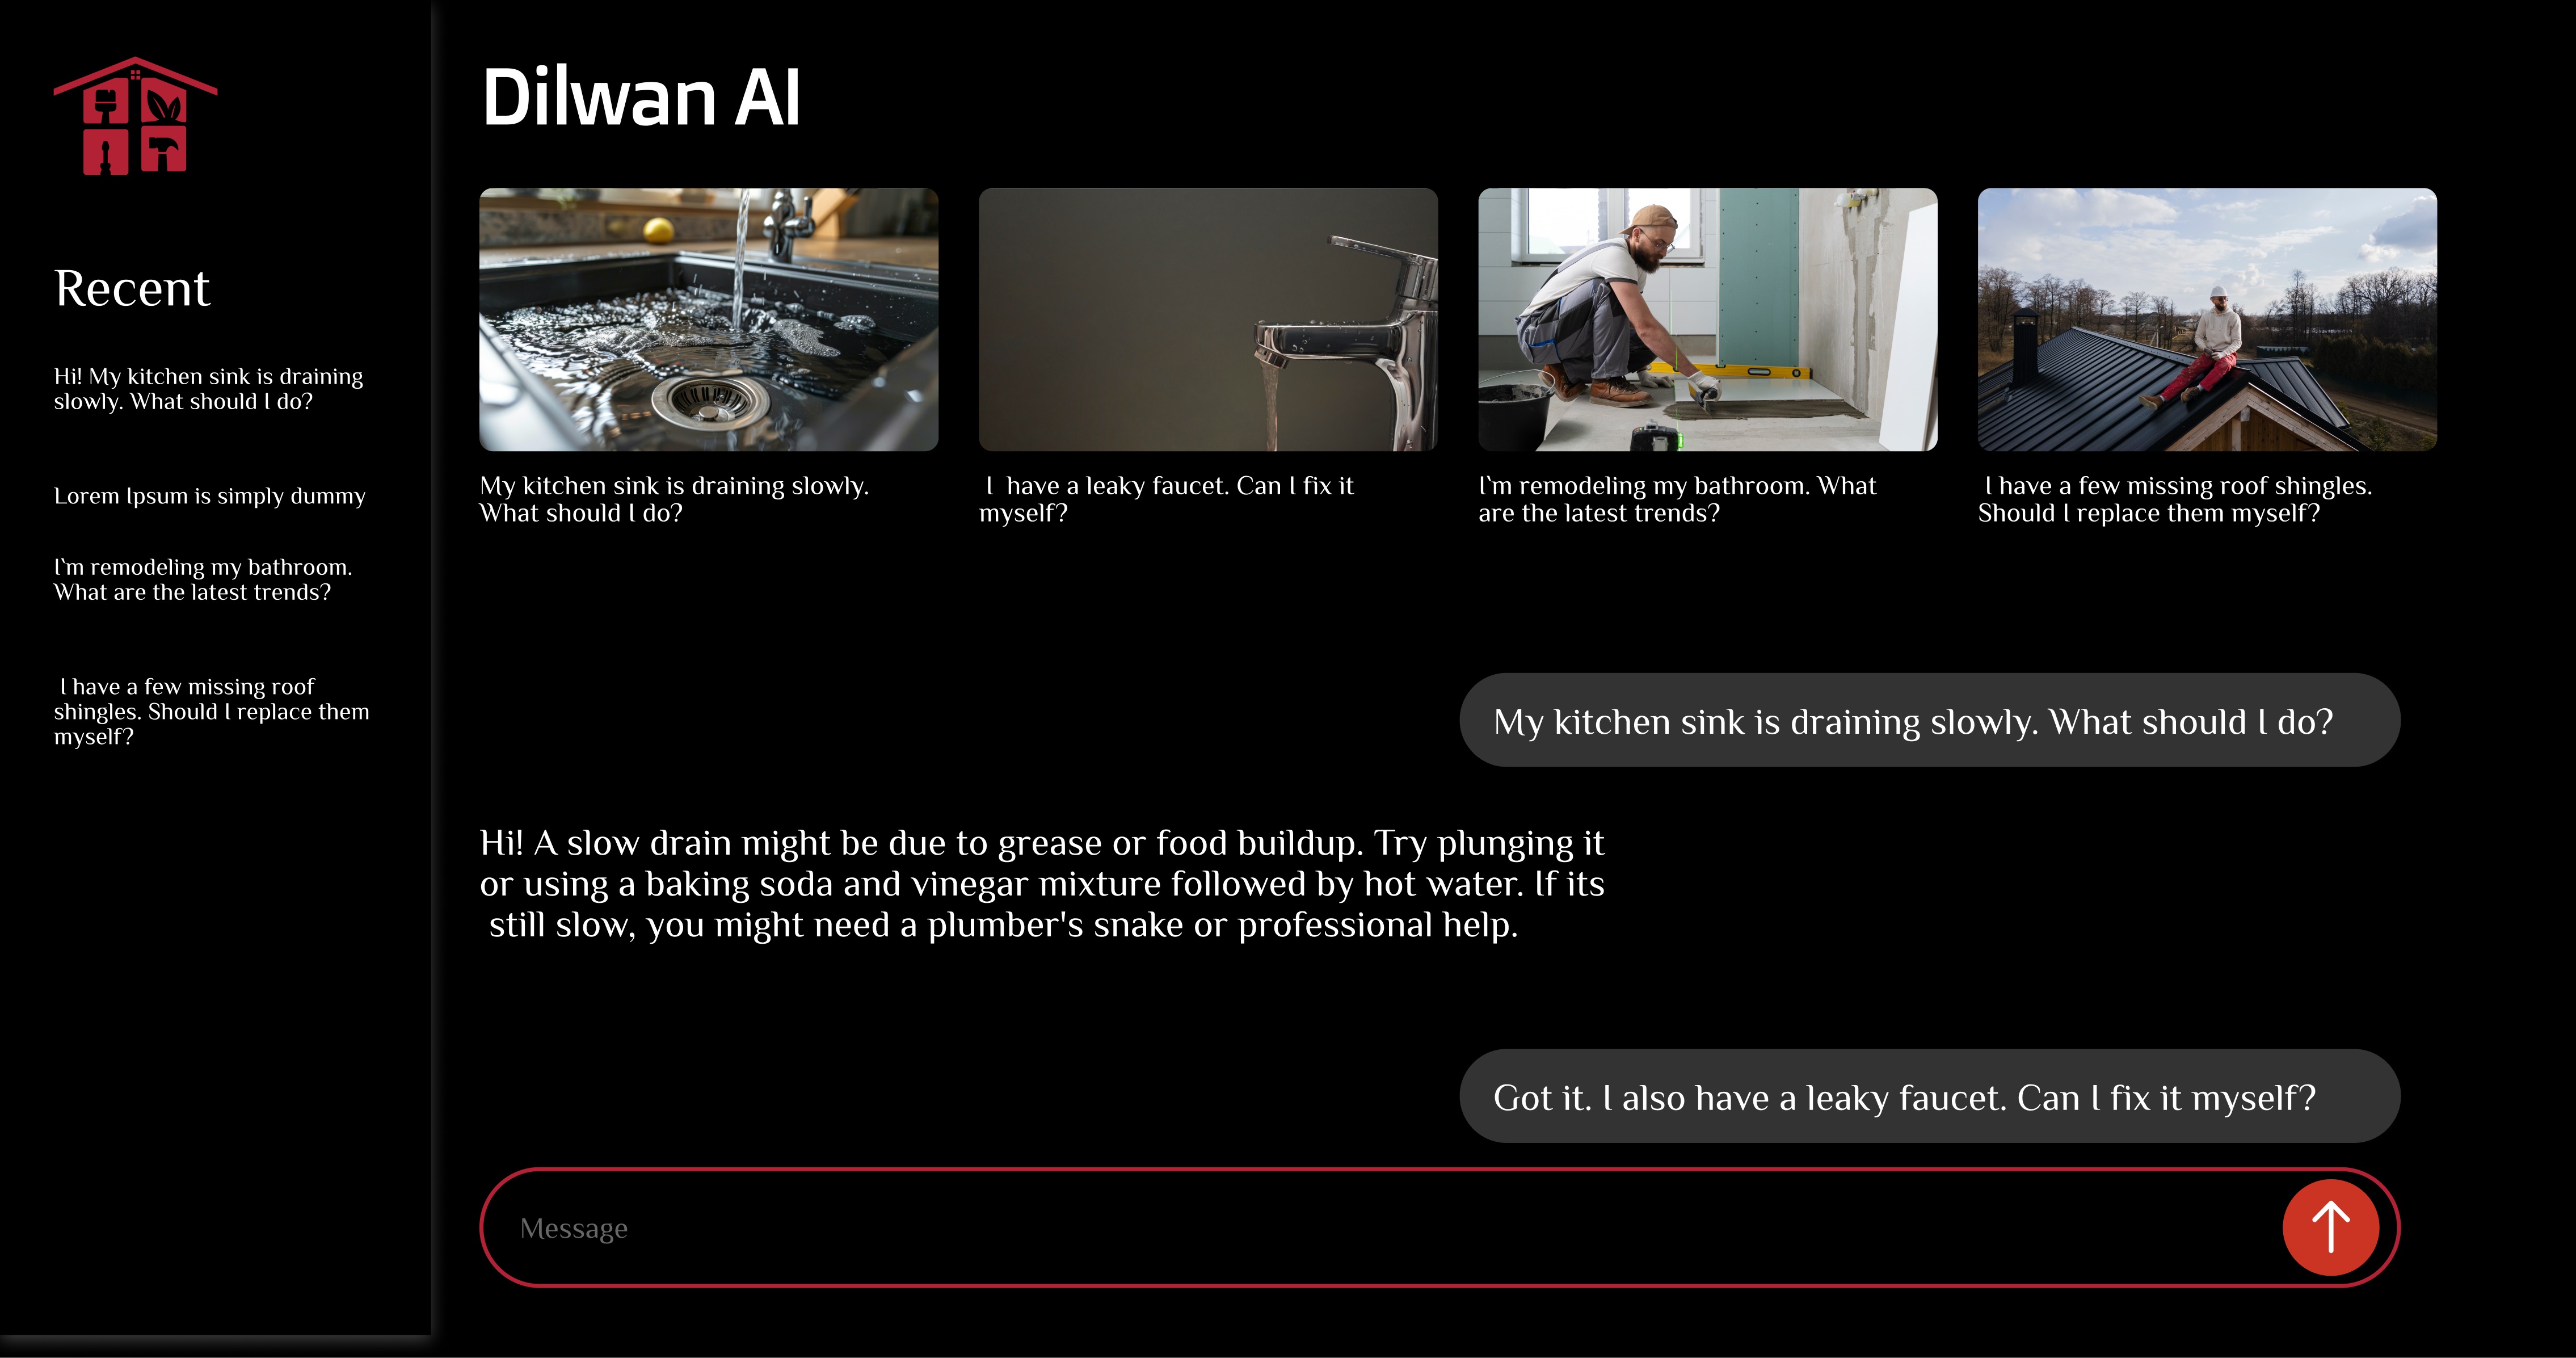 Dilwan AI
Recent
Hi! My kitchen sink is draining
slowly. What should I do?
Lorem Ipsum is simply dummy
I'm remodeling my bathroom.
What are the latest trends?
I have a few missing roof
shingles. Should I replace them
myself?
My kitchen sink is draining slowly.
What should I do?
I have a leaky faucet. Can I fix it
myself?
I'm remodeling my bathroom. What
are the latest trends?
I have a few missing roof shingles.
Should I replace them myself?
My kitchen sink is draining slowly. What should I do?
Hi! A slow drain might be due to grease or food buildup. Try plunging it
or using a baking soda and vinegar mixture followed by hot water. If its
still slow, you might need a plumber's snake or professional help.
Got it. I also have a leaky faucet. Can I fix it myself?
Message